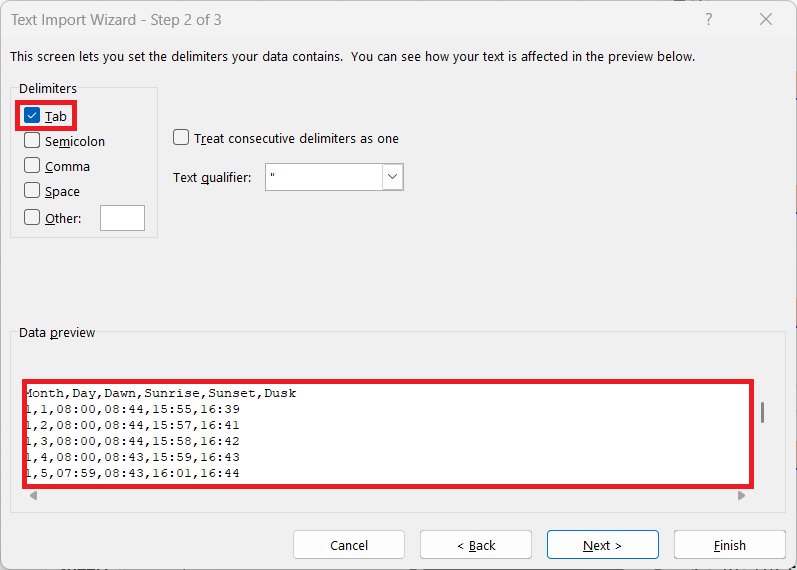 Text Import Wizard - Step 2 of 3
?
This screen lets you set the delimiters your data contains.  You can see how your text is affected in the preview below.
Delimiters
Tab
Semicolon
Comma
Space
Other:
Treat consecutive delimiters as one
Text qualifier: "
Data preview
Month,Day,Dawn,Sunrise,Sunset,Dusk
1,1,08:00,08:44,15:55,16:39
1,2,08:00,08:44,15:57,16:41
1,3,08:00,08:44,15:58,16:42
1,4,08:00,08:43,15:59,16:43
1,5,07:59,08:43,16:01,16:44
Cancel
< Back
Next >
Finish